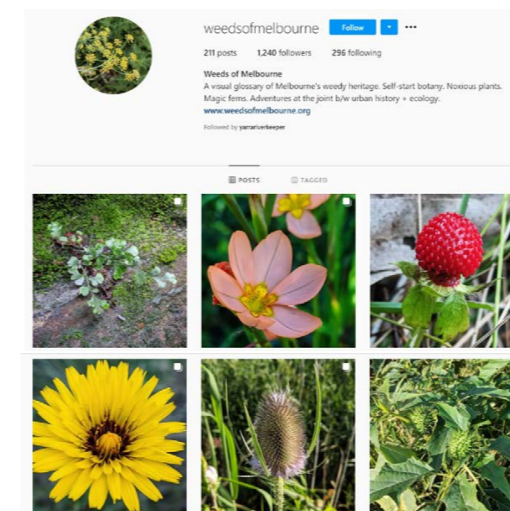 weedsofmelbourne Follow
211 posts 1,240 followers 296 following
Weeds of Melbourne
A visual glossary of Melbourne's weedy heritage. Self-start botany. Noxious plants.
Magic ferns. Adventures at the joint b/w urban history + ecology.
www.weedsofmelbourne.org
Followed by yarrariverkeeper
POSTS TAGGED